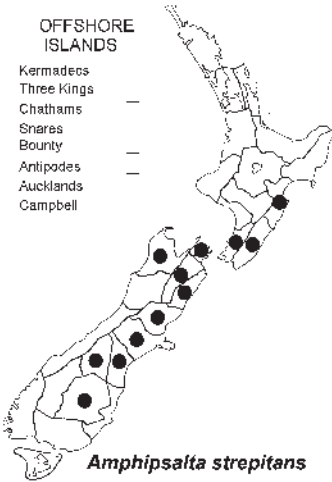 OFFSHORE
ISLANDS
Kermadecs
Three Kings
Chathams
Snares
Bounty
Antipodes
Aucklands
Campbell
Amphipsalta strepitans